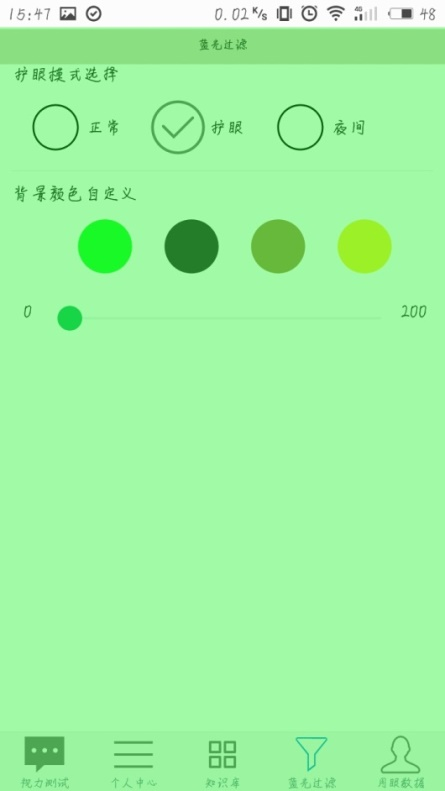 15:47 0.02 K/s 4G 48
蓝光过滤
护眼模式选择
正常 护眼 夜间
背景颜色自定义
0 200
视力测试 个人中心 知识库 蓝光过滤 用眼数据